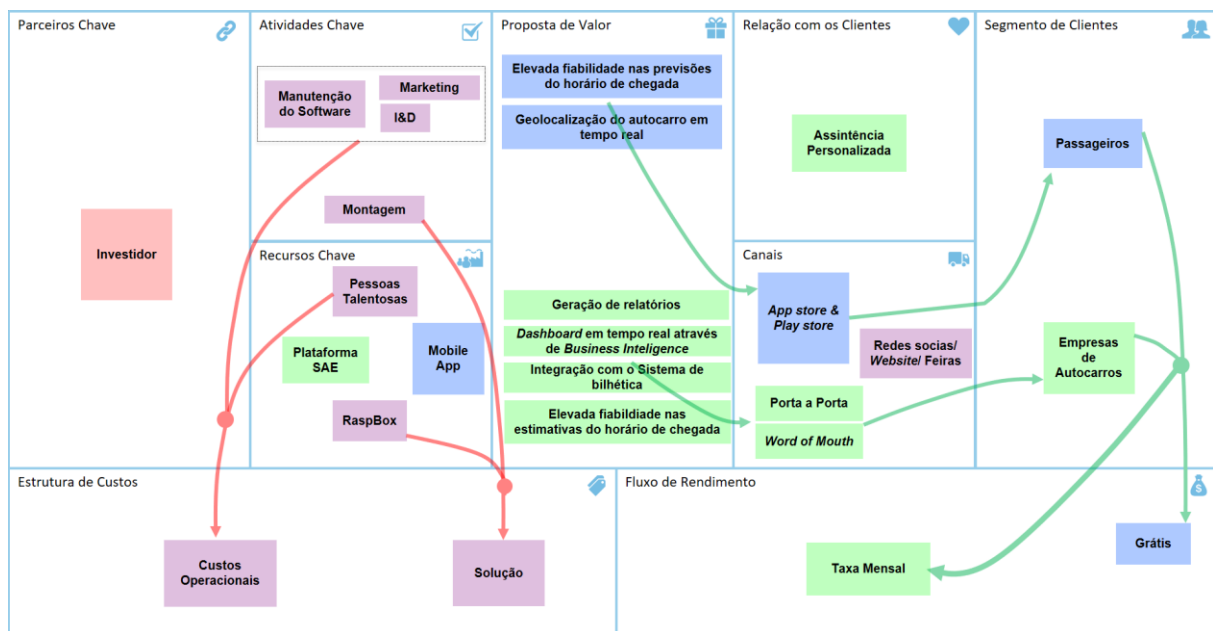 Parceiros Chave
Investidor
Atividades Chave
Manutenção
do Software
Marketing
I&D
Montagem
Recursos Chave
Pessoas
Talentosas
Plataforma
SAE
Mobile
App
RaspBox
Proposta de Valor
Elevada fiabilidade nas previsões
do horário de chegada
Geolocalização do autocarro em
tempo real
Geração de relatórios
Dashboard em tempo real através
de Business Inteligence
Integração com o Sistema de
bilhética
Elevada fiabildiade nas
estimativas do horário de chegada
Relação com os Clientes
Assintência
Personalizada
Canais
App store &
Play store
Redes socias/
Website/ Feiras
Porta a Porta
Word of Mouth
Segmento de Clientes
Passageiros
Empresas
de
Autocarros
Estrutura de Custos
Custos
Operacionais
Solução
Fluxo de Rendimento
$
Taxa Mensal
Grátis